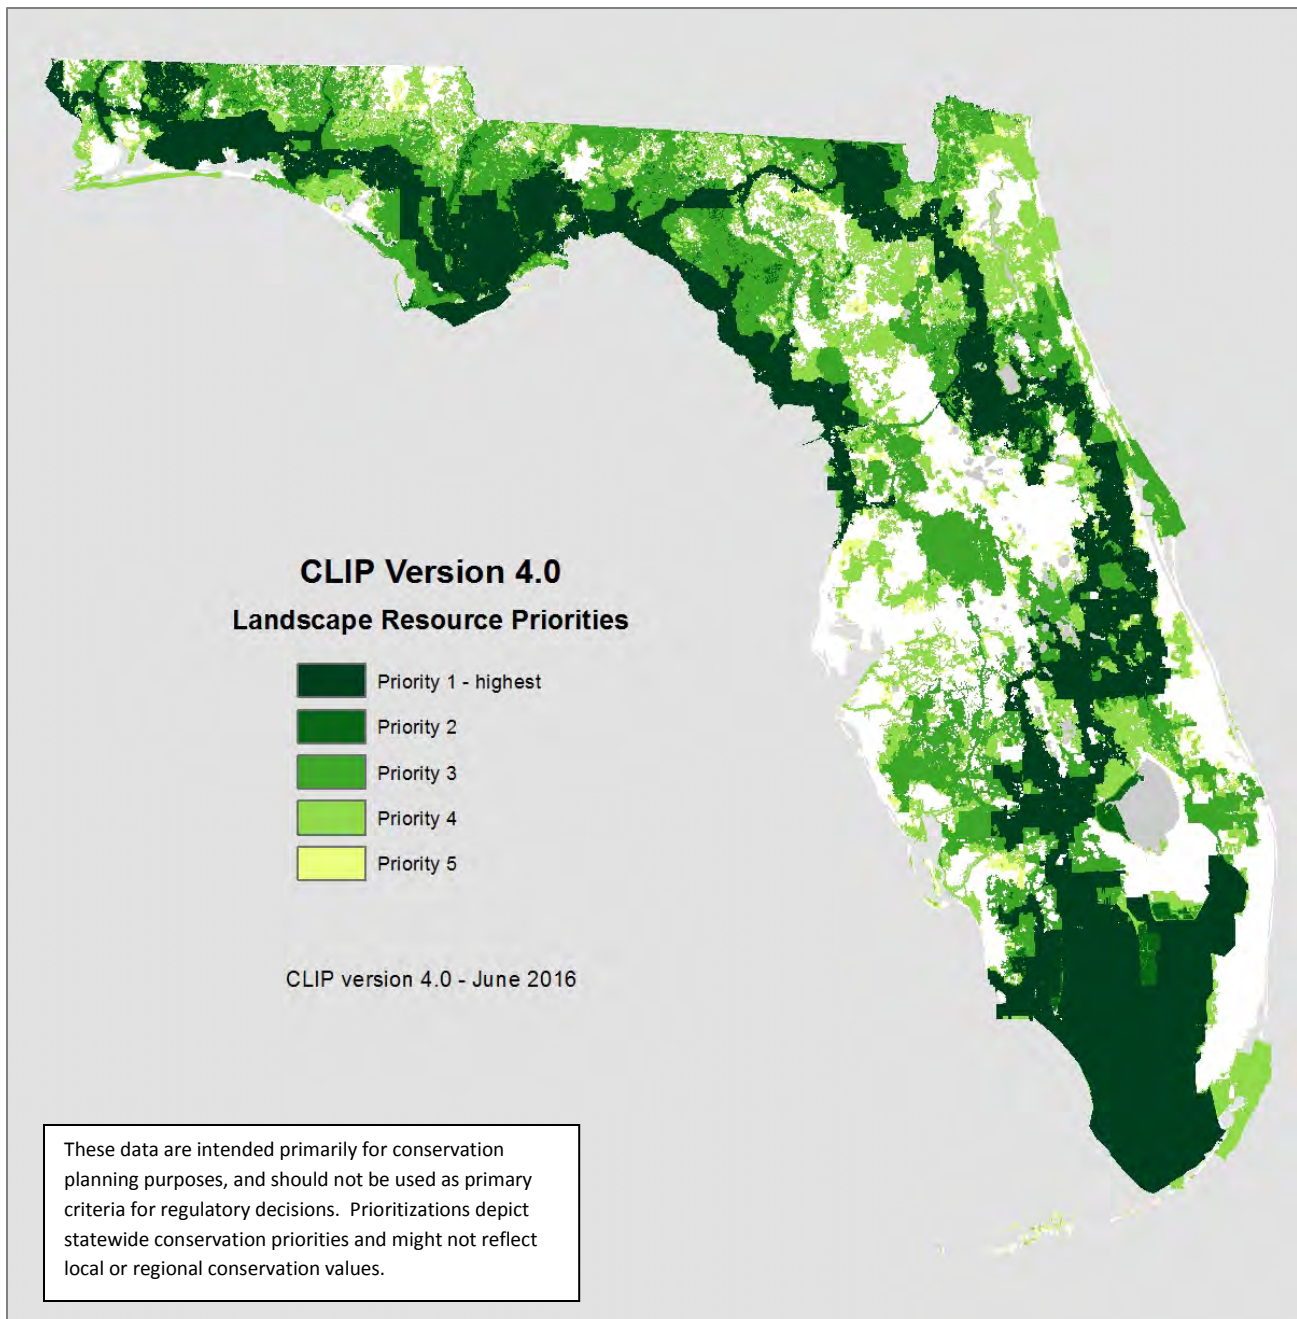 CLIP Version 4.0
Landscape Resource Priorities
Priority 1 - highest
Priority 2
Priority 3
Priority 4
Priority 5
CLIP version 4.0 - June 2016
These data are intended primarily for conservation
planning purposes, and should not be used as primary
criteria for regulatory decisions.  Prioritizations depict
statewide conservation priorities and might not reflect
local or regional conservation values.